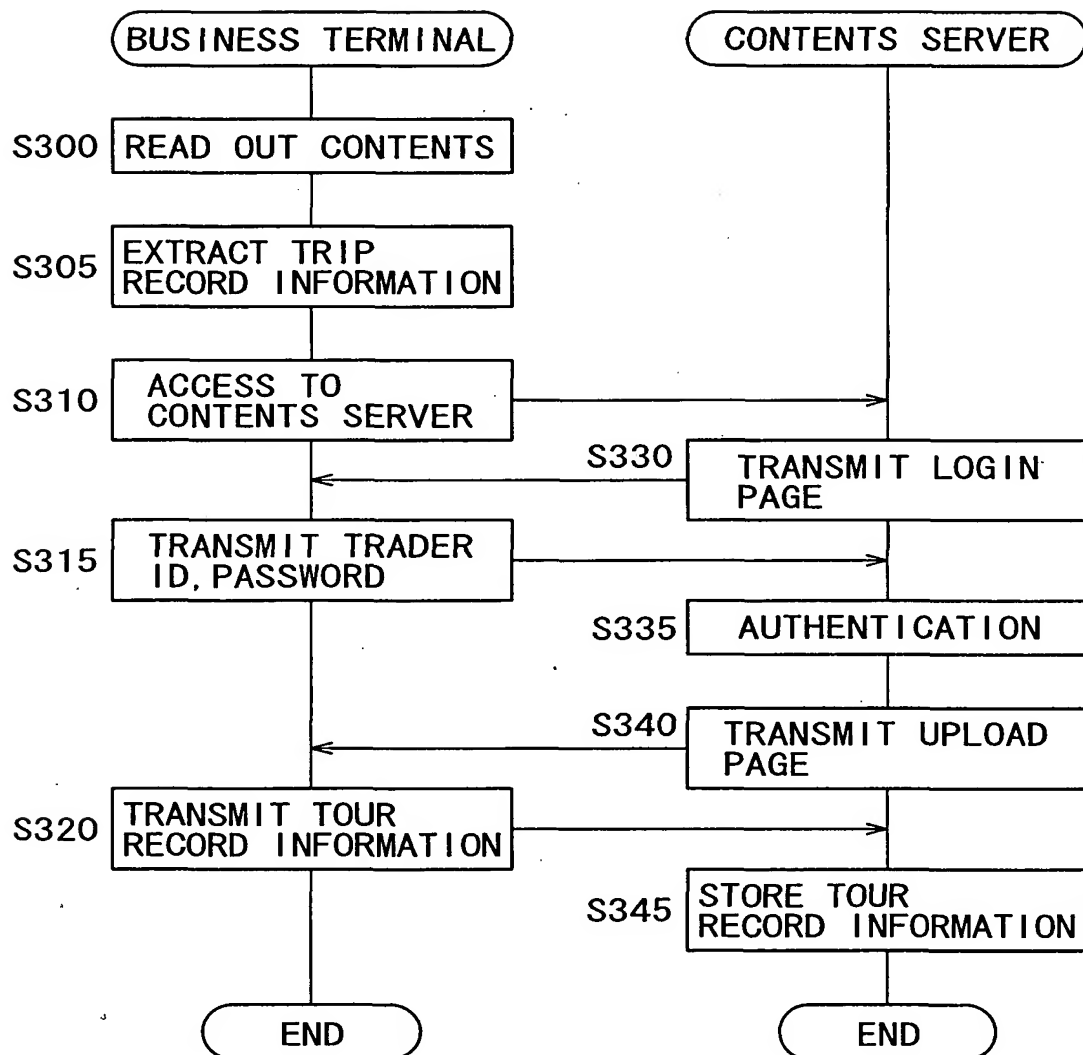 BUSINESS TERMINAL
CONTENTS SERVER
S300
READ OUT CONTENTS
S305
EXTRACT TRIP
RECORD INFORMATION
S310
ACCESS TO
CONTENTS SERVER
S330
TRANSMIT LOGIN
PAGE
S315
TRANSMIT TRADER
ID, PASSWORD
S335
AUTHENTICATION
S340
TRANSMIT UPLOAD
PAGE
S320
TRANSMIT TOUR
RECORD INFORMATION
S345
STORE TOUR
RECORD INFORMATION
END
END